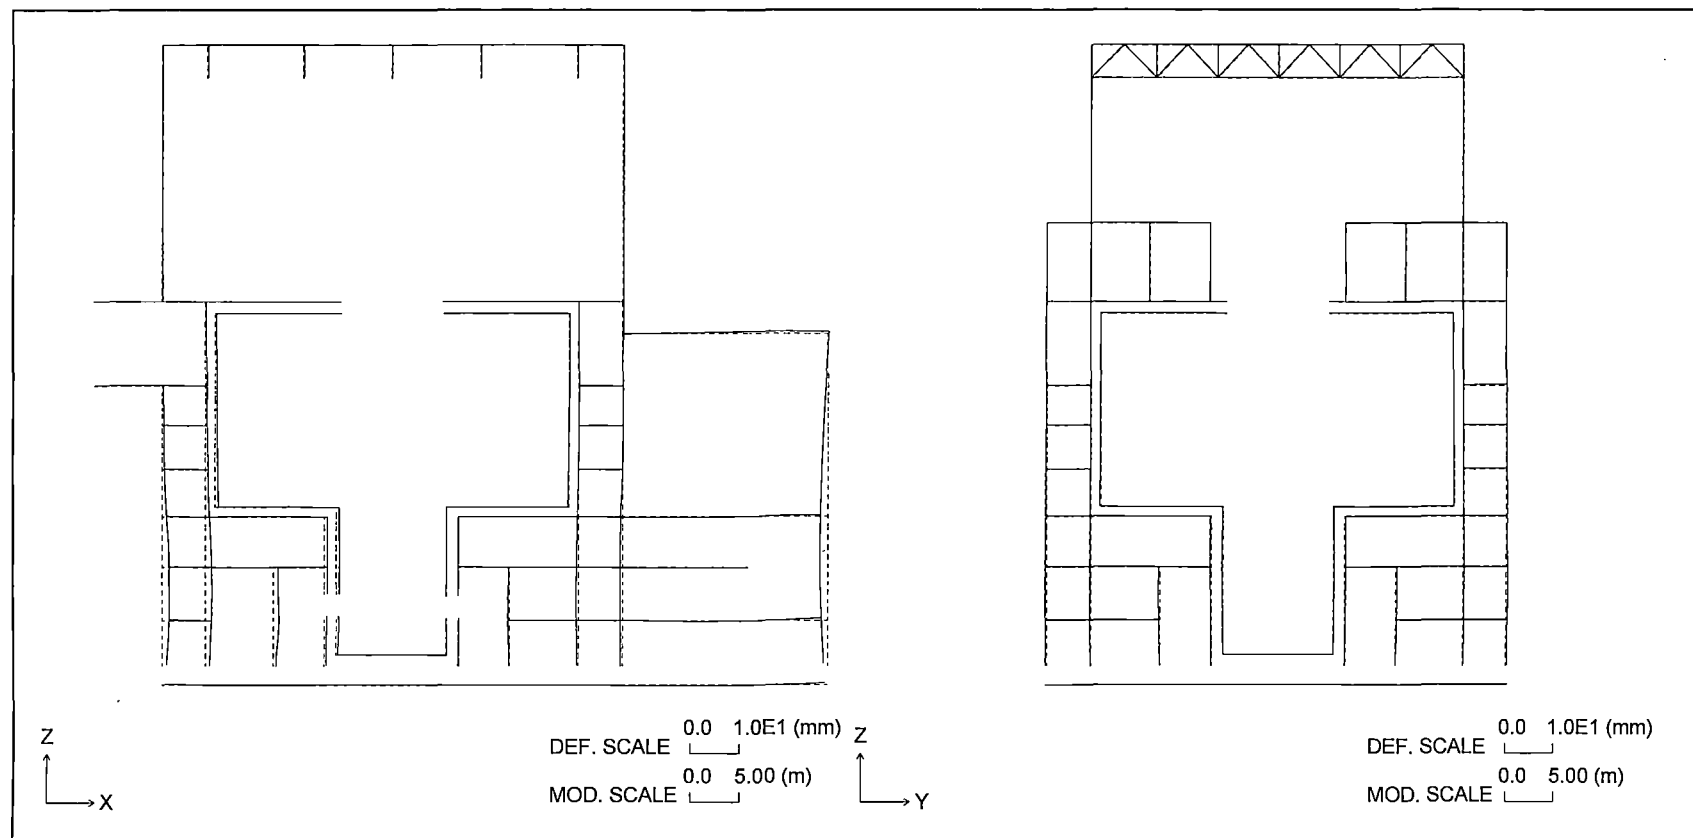 Z
X
DEF. SCALE 0.0 1.0E1 (mm)
MOD. SCALE 0.0 5.00 (m)
Z
Y
DEF. SCALE 0.0 1.0E1 (mm)
MOD. SCALE 0.0 5.00 (m)